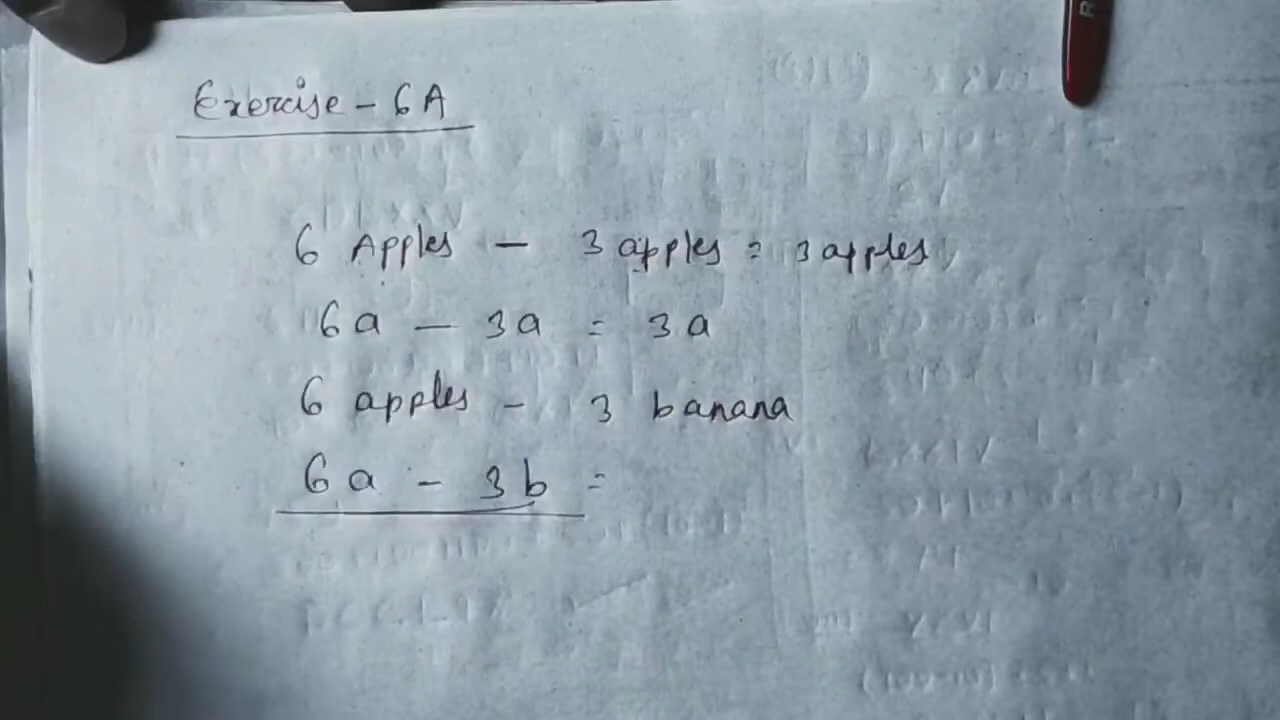 Exercise - 6A
6 Apples - 3 apples = 3 apples
6a - 3a = 3a
6 apples - 3 banana
6a - 3b =